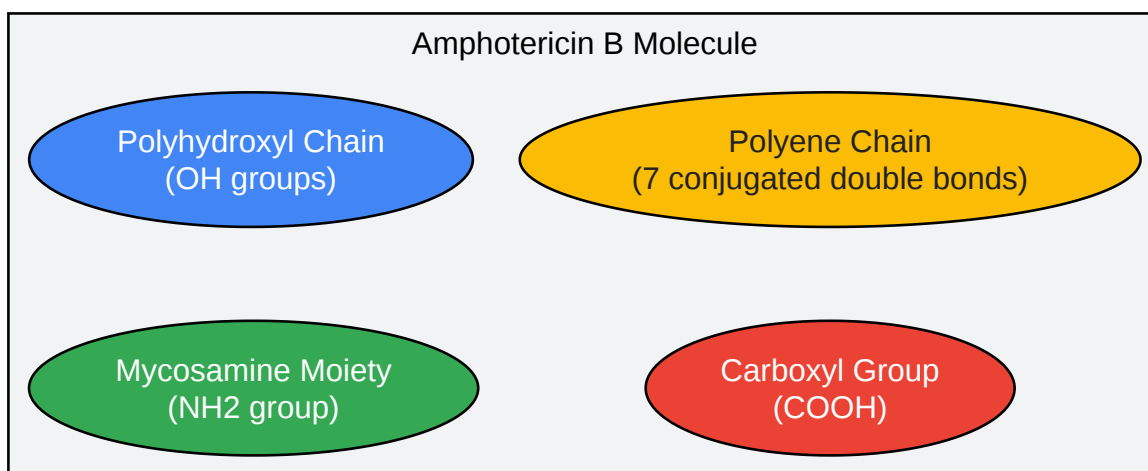 Amphotericin B Molecule
Polyhydroxyl Chain
(OH groups)
Polyene Chain
(7 conjugated double bonds)
Mycosamine Moiety
(NH2 group)
Carboxyl Group
(COOH)